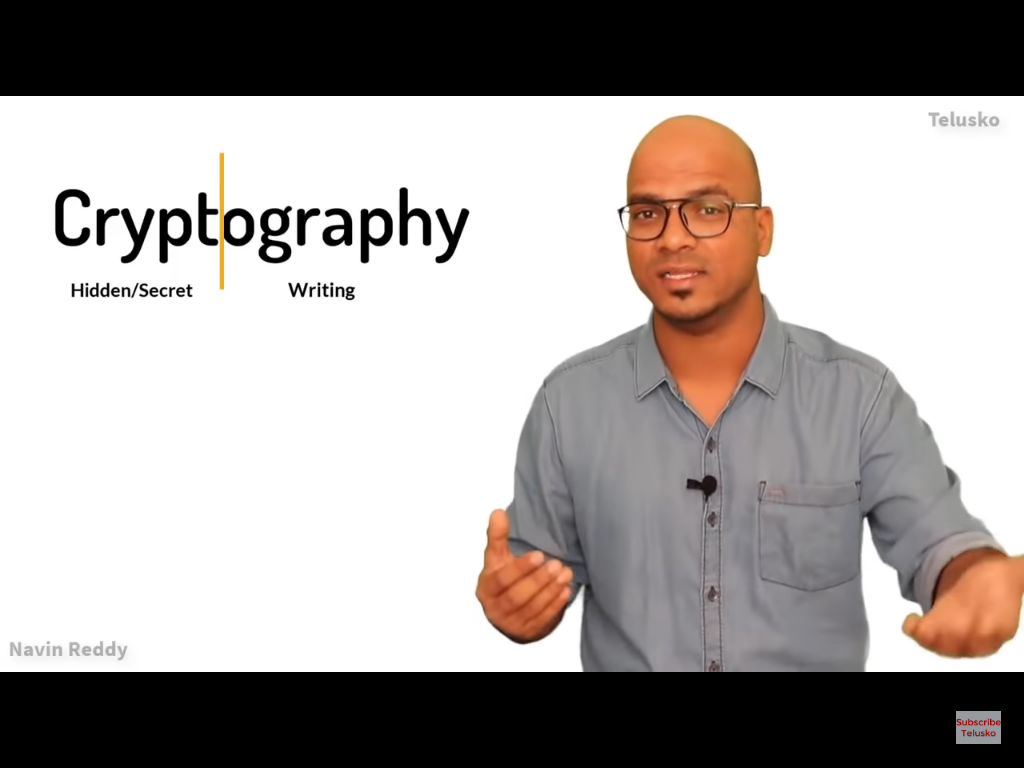 Telusko
Cryptography
Hidden/Secret Writing
Navin Reddy
Subscribe
Telusko